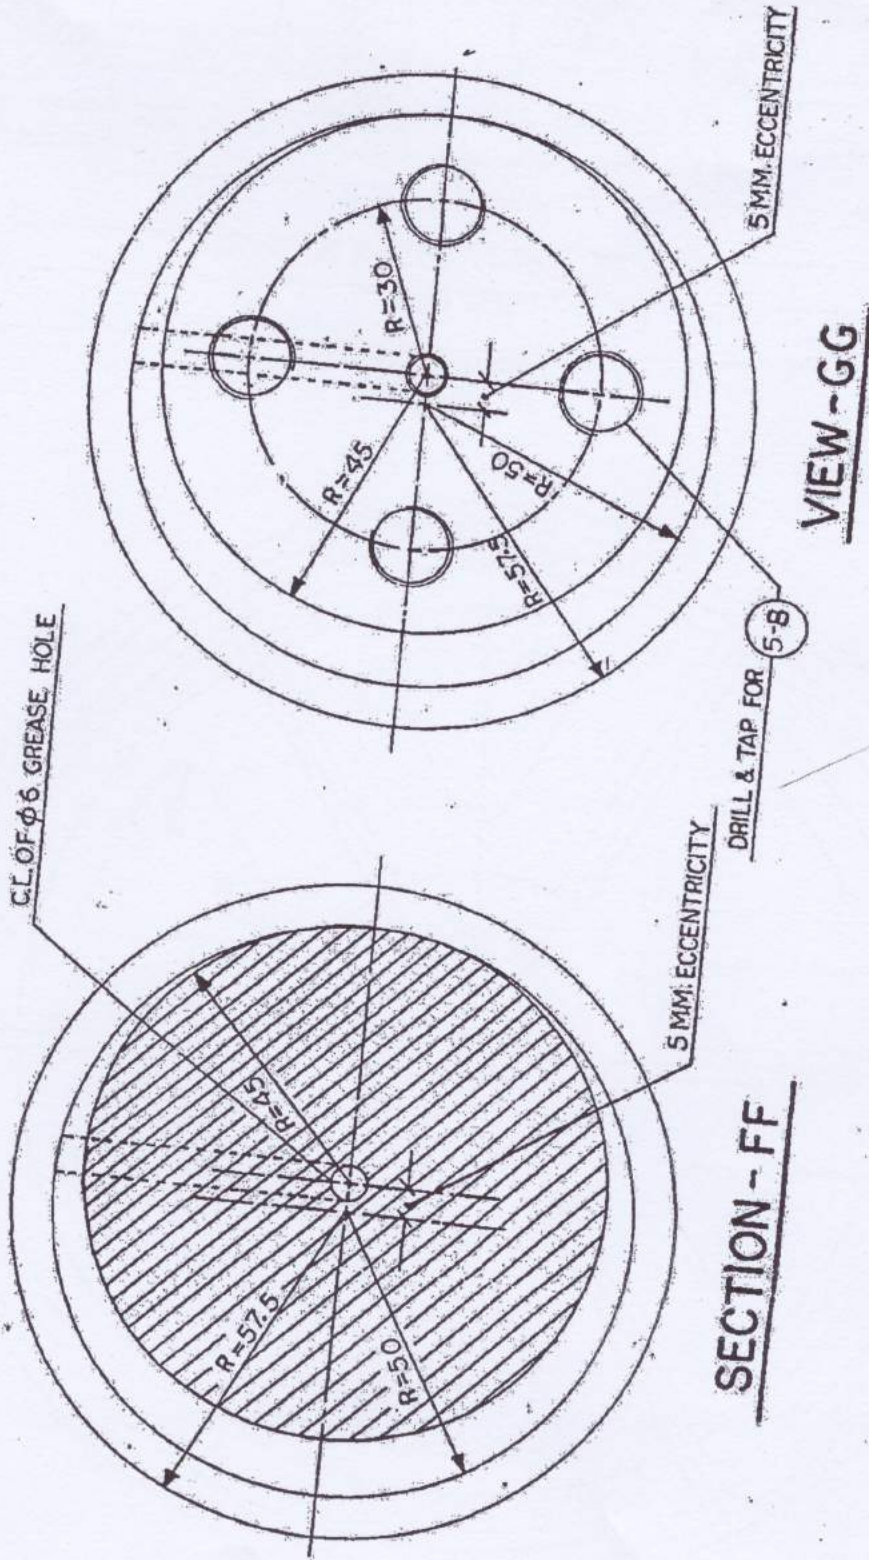 C.L. OF ϕ6 GREASE HOLE
R=57.5
R=45
R=50
5 MM. ECCENTRICITY
SECTION - FF
R=45
R=30
R=57.5
R=50
5 MM. ECCENTRICITY
DRILL & TAP FOR 5-8
VIEW - GG